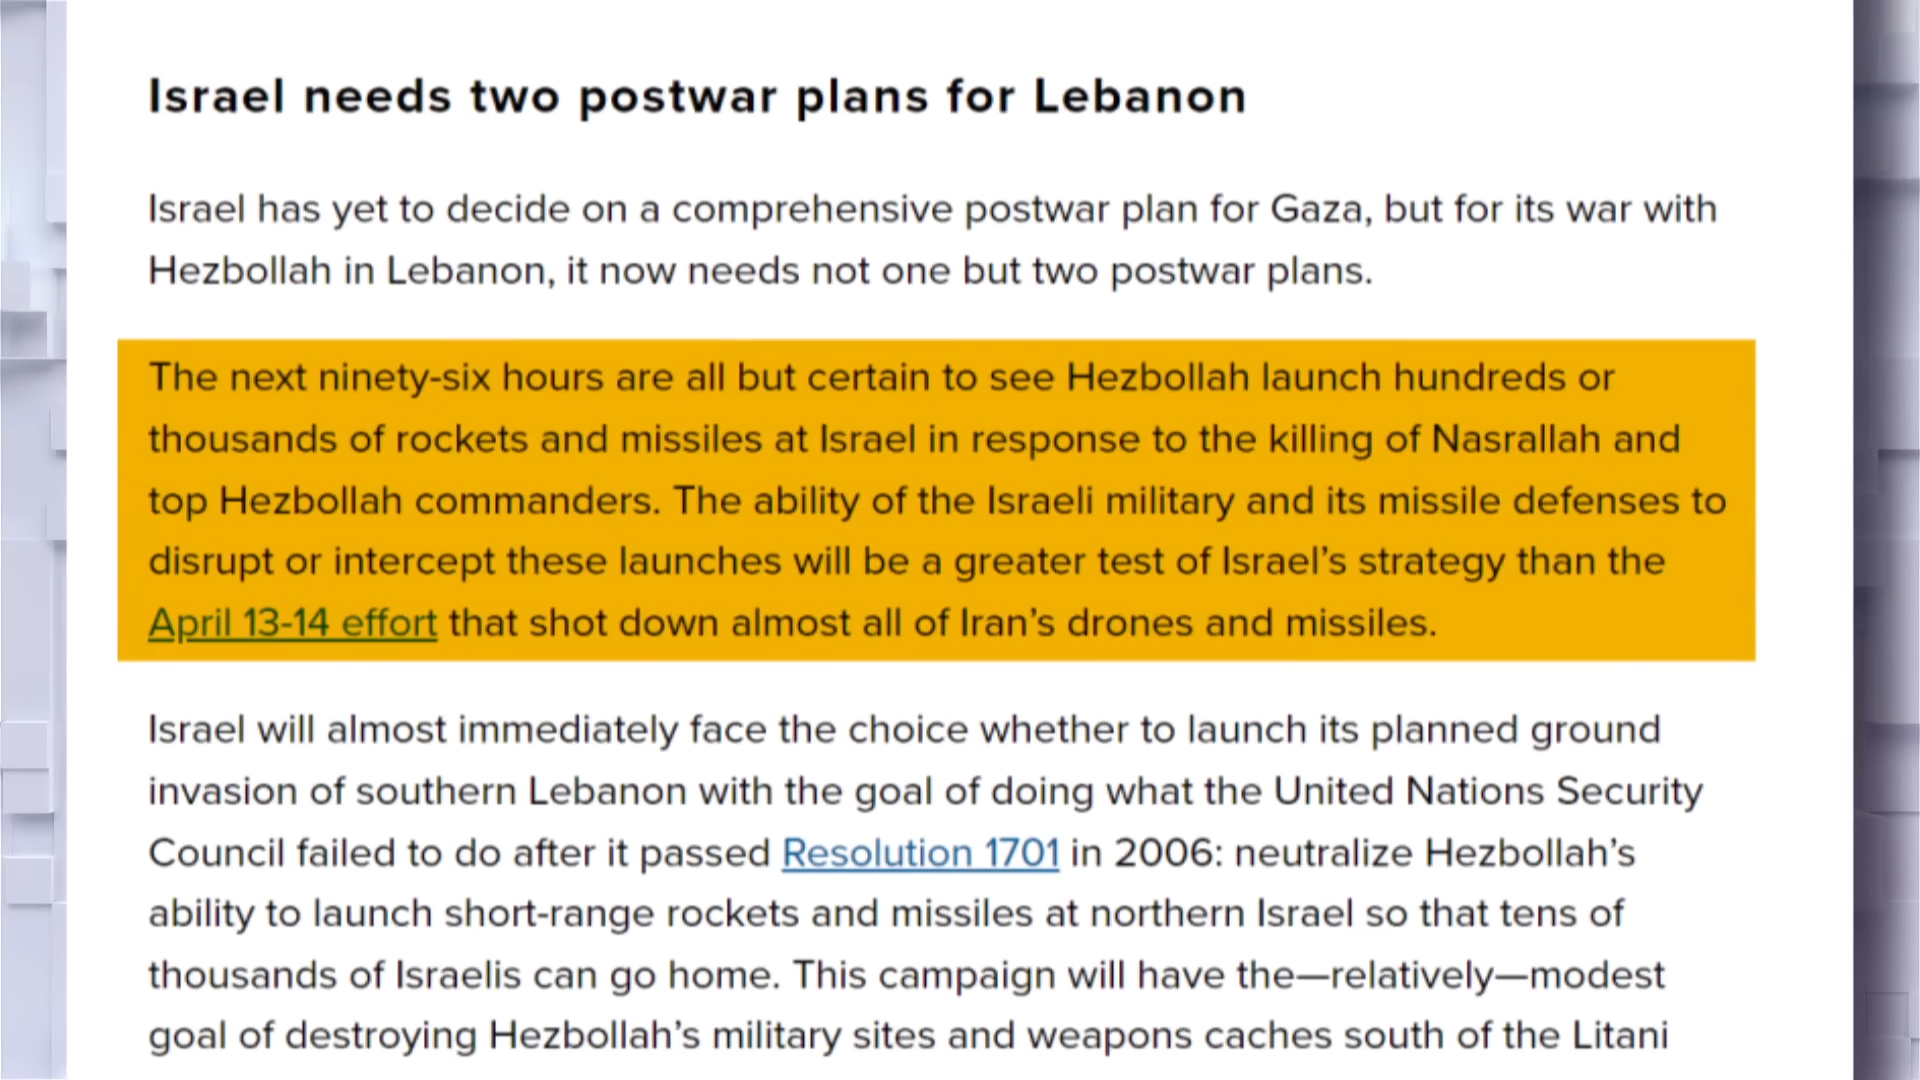 Israel needs two postwar plans for Lebanon
Israel has yet to decide on a comprehensive postwar plan for Gaza, but for its war with
Hezbollah in Lebanon, it now needs not one but two postwar plans.
The next ninety-six hours are all but certain to see Hezbollah launch hundreds or
thousands of rockets and missiles at Israel in response to the killing of Nasrallah and
top Hezbollah commanders. The ability of the Israeli military and its missile defenses to
disrupt or intercept these launches will be a greater test of Israel’s strategy than the
April 13-14 effort that shot down almost all of Iran’s drones and missiles.
Israel will almost immediately face the choice whether to launch its planned ground
invasion of southern Lebanon with the goal of doing what the United Nations Security
Council failed to do after it passed Resolution 1701 in 2006: neutralize Hezbollah’s
ability to launch short-range rockets and missiles at northern Israel so that tens of
thousands of Israelis can go home. This campaign will have the—relatively—modest
goal of destroying Hezbollah’s military sites and weapons caches south of the Litani